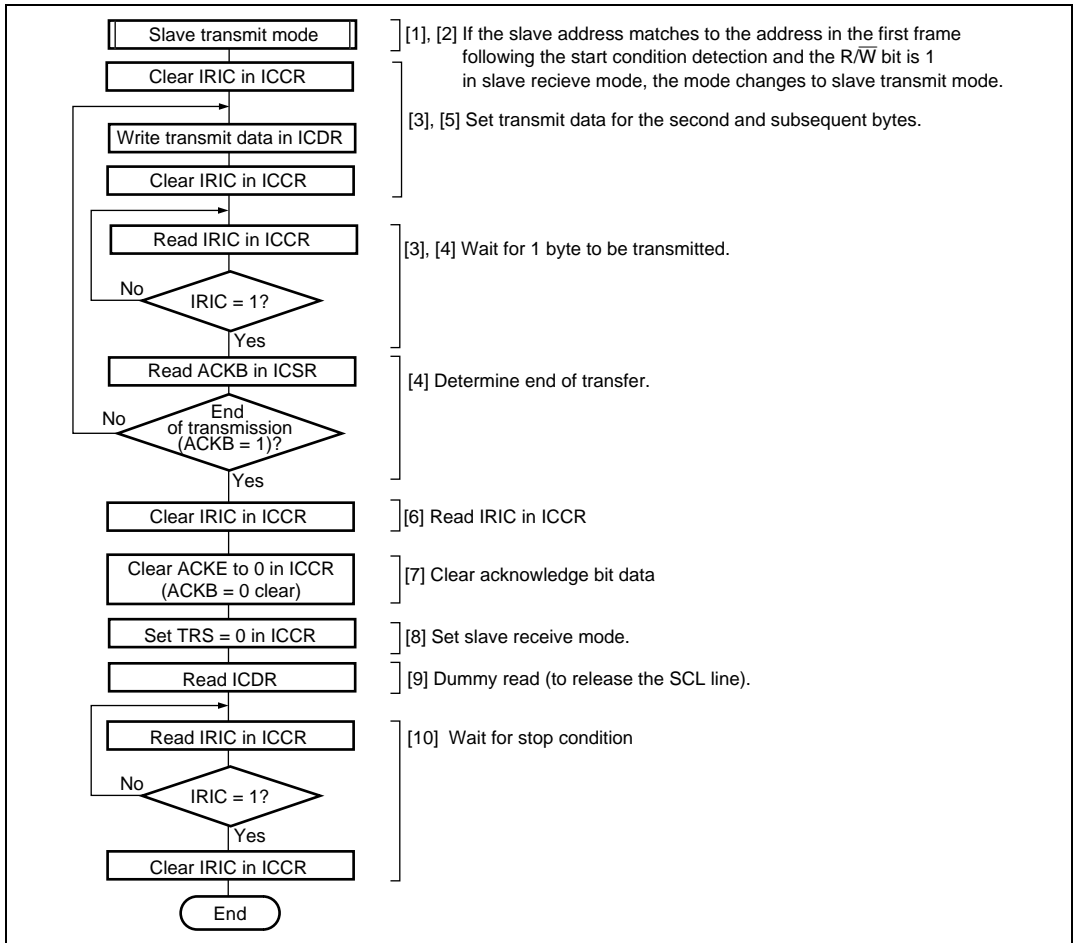 Slave transmit mode
[1], [2] If the slave address matches to the address in the first frame
following the start condition detection and the R/W̅ bit is 1
in slave recieve mode, the mode changes to slave transmit mode.
Clear IRIC in ICCR
[3], [5] Set transmit data for the second and subsequent bytes.
Write transmit data in ICDR
Clear IRIC in ICCR
Read IRIC in ICCR
[3], [4] Wait for 1 byte to be transmitted.
No
IRIC = 1?
Yes
Read ACKB in ICSR
[4] Determine end of transfer.
No
End
of transmission
(ACKB = 1)?
Yes
Clear IRIC in ICCR
[6] Read IRIC in ICCR
Clear ACKE to 0 in ICCR
(ACKB = 0 clear)
[7] Clear acknowledge bit data
Set TRS = 0 in ICCR
[8] Set slave receive mode.
Read ICDR
[9] Dummy read (to release the SCL line).
Read IRIC in ICCR
[10] Wait for stop condition
No
IRIC = 1?
Yes
Clear IRIC in ICCR
End